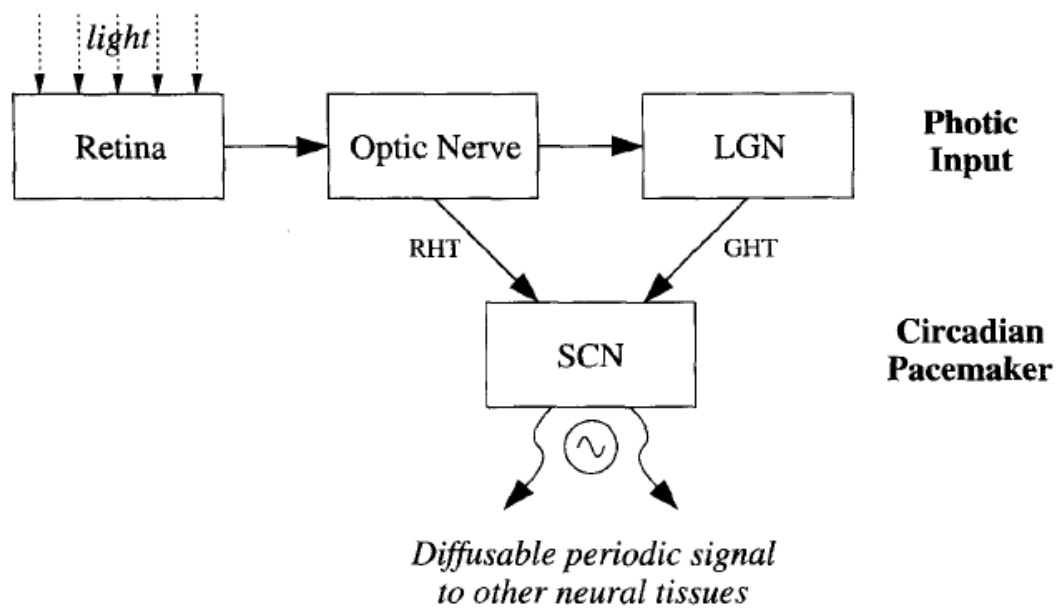 light
Retina
Optic Nerve
LGN
Photic
Input
RHT
GHT
SCN
Circadian
Pacemaker
Diffusable periodic signal
to other neural tissues